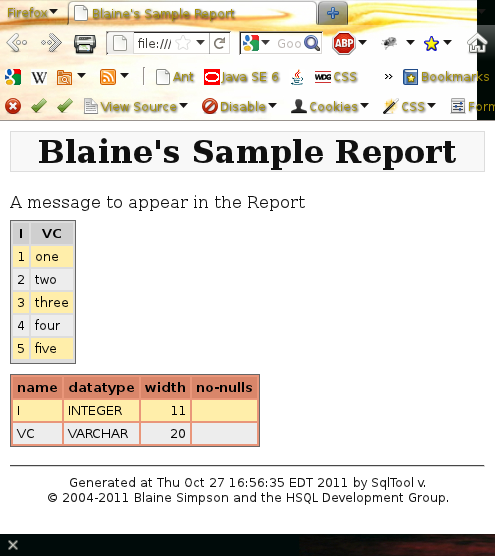 Firefox
Blaine's Sample Report
file:///
Goo
ABP
W
Ant
Java SE 6
WDG CSS
»
Bookmarks
View Source
Disable
Cookies
CSS
Form
Blaine's Sample Report
A message to appear in the Report
I VC
1 one
2 two
3 three
4 four
5 five
name datatype width no-nulls
I INTEGER 11
VC VARCHAR 20
Generated at Thu Oct 27 16:56:35 EDT 2011 by SqlTool v.
© 2004-2011 Blaine Simpson and the HSQL Development Group.